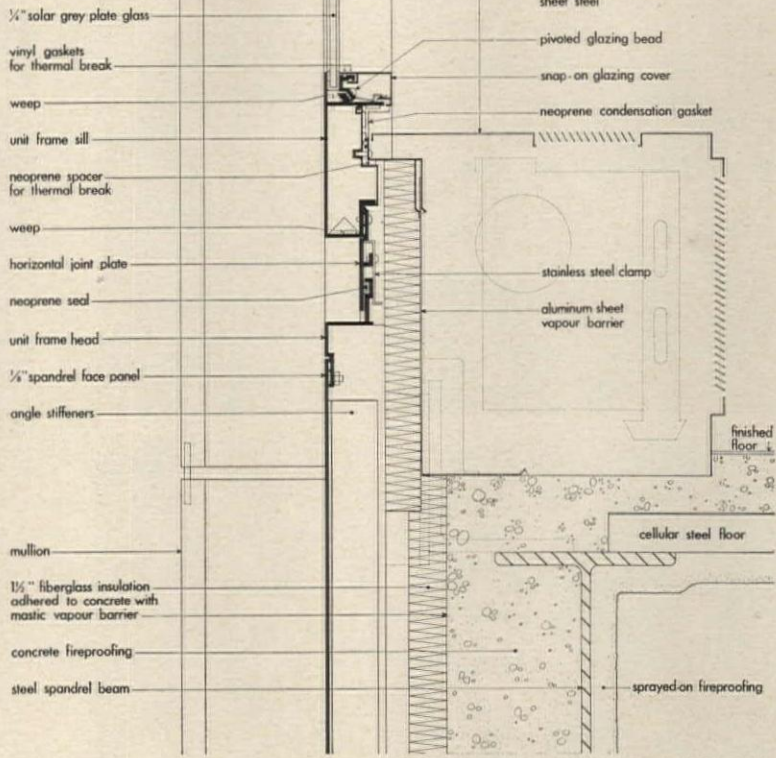 ¼" solar grey plate glass
vinyl gaskets
for thermal break
weep
unit frame sill
neoprene spacer
for thermal break
weep
horizontal joint plate
neoprene seal
unit frame head
⅛" spandrel face panel
angle stiffeners
mullion
1½" fiberglass insulation
adhered to concrete with
mastic vapour barrier
concrete fireproofing
steel spandrel beam
sheet steel
pivoted glazing bead
snap-on glazing cover
neoprene condensation gasket
stainless steel clamp
aluminum sheet
vapour barrier
finished
floor
cellular steel floor
sprayed-on fireproofing